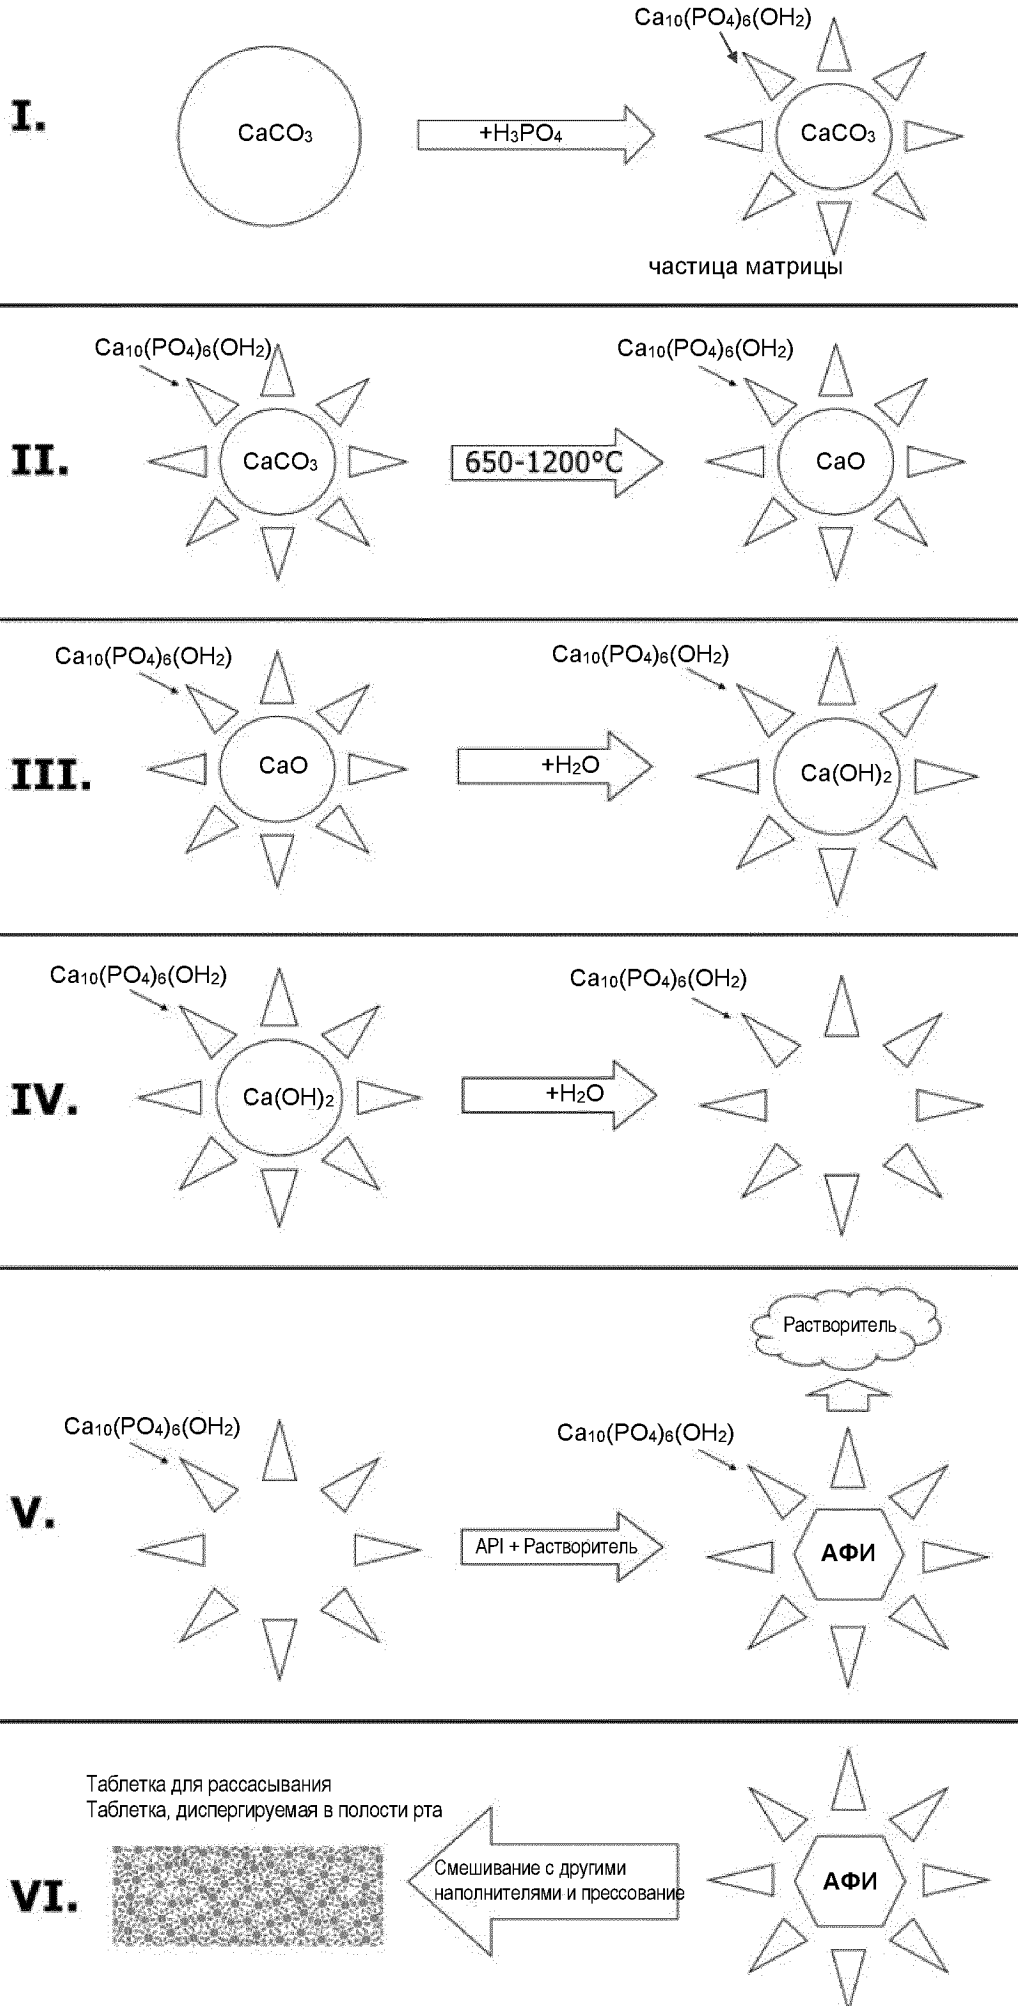 Ca₁₀(PO₄)₆(OH₂)
I.
CaCO₃
+H₃PO₄
CaCO₃
частица матрицы
Ca₁₀(PO₄)₆(OH₂)
Ca₁₀(PO₄)₆(OH₂)
II.
CaCO₃
650-1200°C
CaO
Ca₁₀(PO₄)₆(OH₂)
Ca₁₀(PO₄)₆(OH₂)
III.
CaO
+H₂O
Ca(OH)₂
Ca₁₀(PO₄)₆(OH₂)
Ca₁₀(PO₄)₆(OH₂)
IV.
Ca(OH)₂
+H₂O
Растворитель
Ca₁₀(PO₄)₆(OH₂)
Ca₁₀(PO₄)₆(OH₂)
V.
API + Растворитель
АФИ
Таблетка для рассасывания
Таблетка, диспергируемая в полости рта
VI.
Смешивание с другими
наполнителями и прессование
АФИ